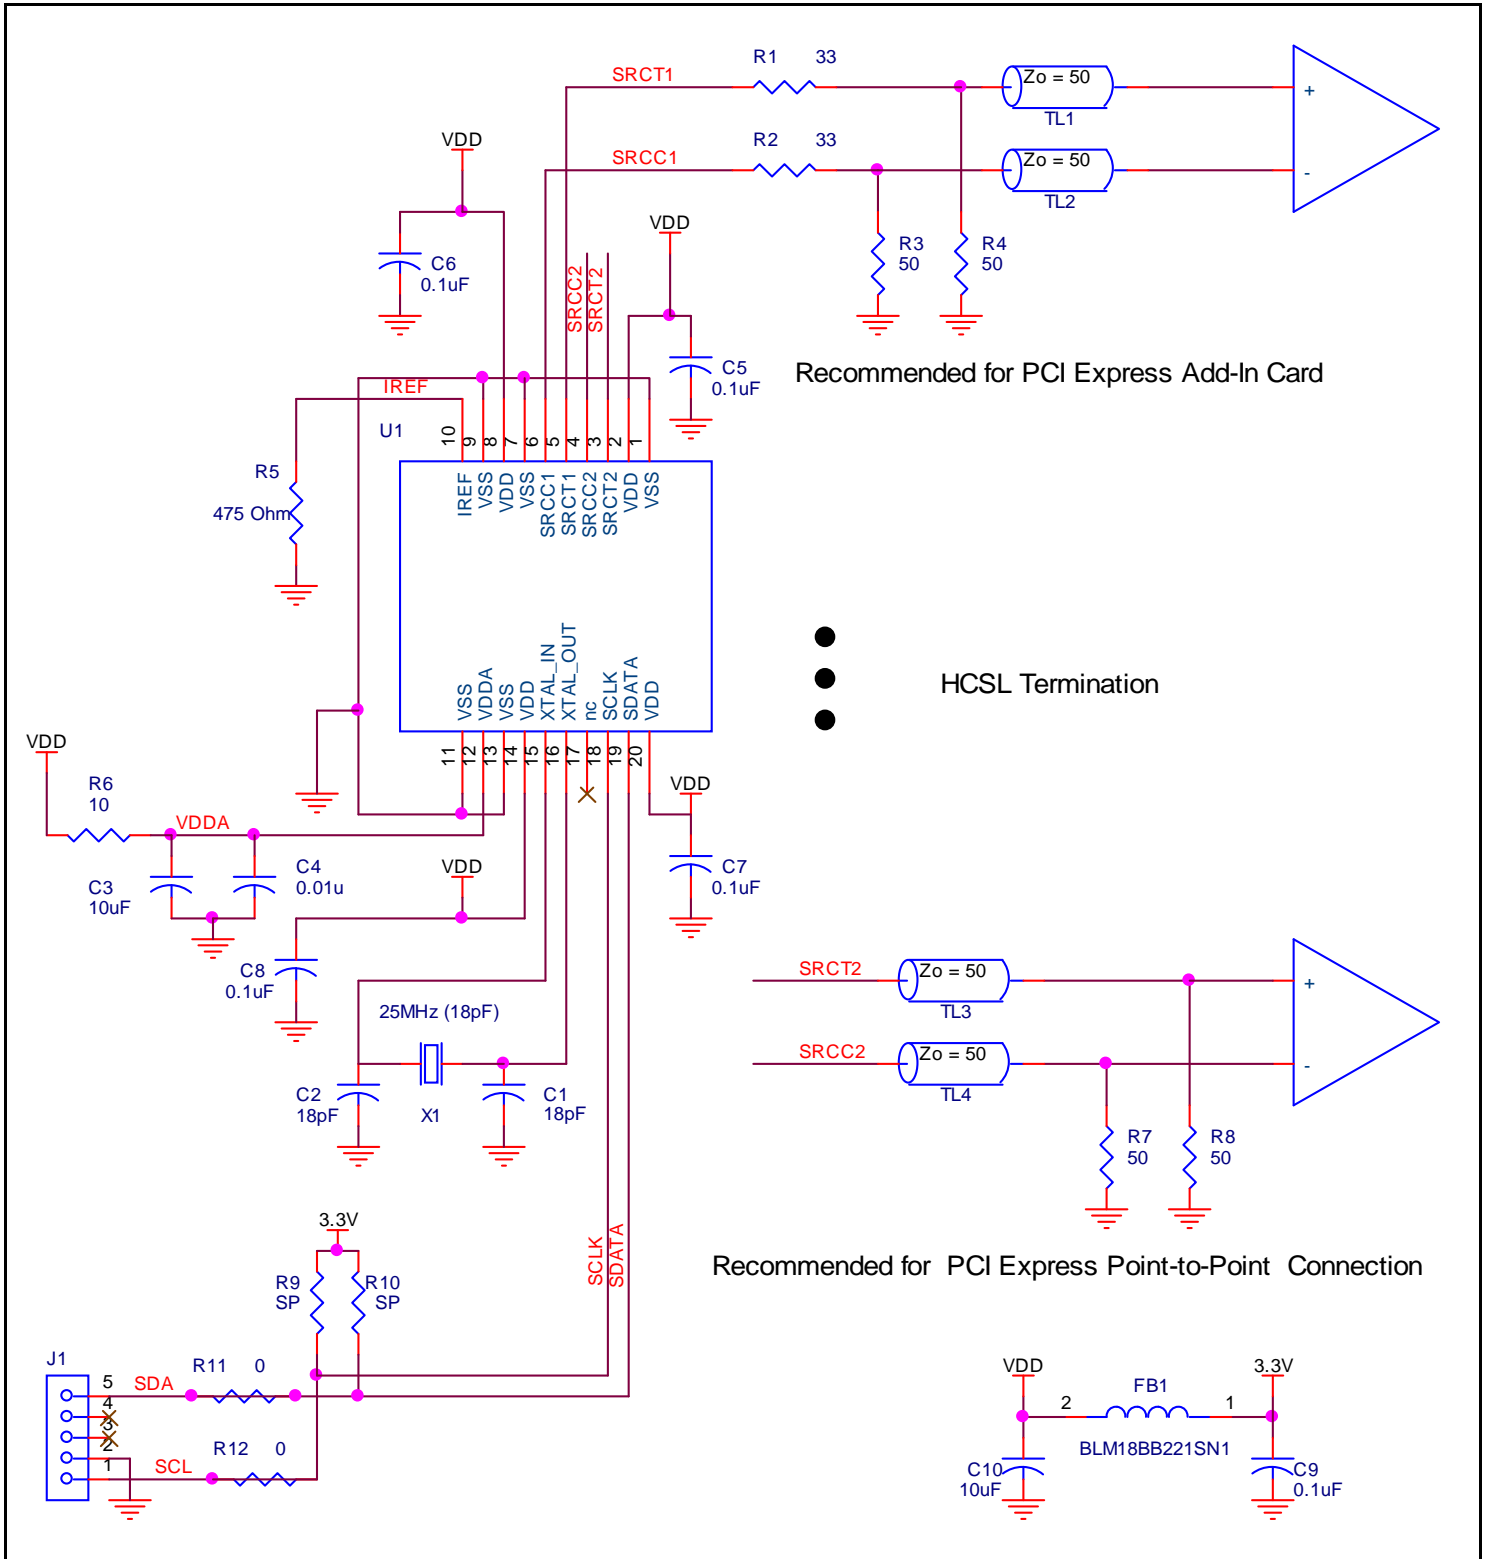 R1 33
SRCT1
Zo = 50
TL1
+
VDD
R2 33
SRCC1
Zo = 50
TL2
-
VDD
R3
50
R4
50
C6
0.1uF
SRCC2
SRCT2
C5
0.1uF
Recommended for PCI Express Add-In Card
IREF
U1
10
9
8
7
6
5
4
3
2
1
R5
475 Ohm
IREF
VSS
VDD
VSS
SRCC1
SRCT1
SRCC2
SRCT2
VDD
VSS
HCSL Termination
VSS
VDDA
VSS
VDD
XTAL_IN
XTAL_OUT
nc
SCLK
SDATA
VDD
11
12
13
14
15
16
17
18
19
20
VDD
R6
10
VDDA
VDD
C3
10uF
C4
0.01u
VDD
C7
0.1uF
C8
0.1uF
SRCT2
Zo = 50
TL3
+
25MHz (18pF)
SRCC2
Zo = 50
TL4
-
C2
18pF
X1
C1
18pF
R7
50
R8
50
3.3V
SCLK
SDATA
Recommended for PCI Express Point-to-Point Connection
R9
SP
R10
SP
J1
5
4
3
2
1
SDA
R11 0
R12 0
SCL
VDD
3.3V
FB1
2
1
BLM18BB221SN1
C10
10uF
C9
0.1uF